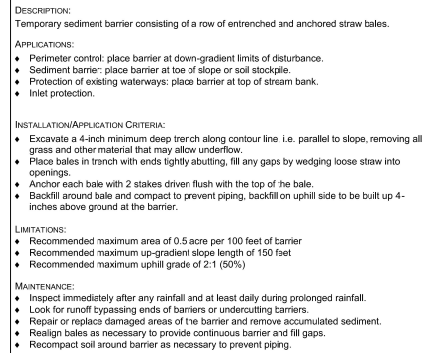 DESCRIPTION:
Temporary sediment barrier consisting of a row of entrenched and anchored straw bales.
APPLICATIONS:
♦ Perimeter control: place barrier at down-gradient limits of disturbance.
♦ Sediment barrier: place barrier at toe of slope or soil stockpile.
♦ Protection of existing waterways: place barrier at top of stream bank.
♦ Inlet protection.
INSTALLATION/APPLICATION CRITERIA:
♦ Excavate a 4-inch minimum deep trench along contour line i.e. parallel to slope, removing all
grass and other material that may allow underflow.
♦ Place bales in trench with ends tightly abutting, fill any gaps by wedging loose straw into
openings.
♦ Anchor each bale with 2 stakes driven flush with the top of the bale.
♦ Backfill around bale and compact to prevent piping, backfill on uphill side to be built up 4-
inches above ground at the barrier.
LIMITATIONS:
♦ Recommended maximum area of 0.5 acre per 100 feet of barrier
♦ Recommended maximum up-gradient slope length of 150 feet
♦ Recommended maximum uphill grade of 2:1 (50%)
MAINTENANCE:
♦ Inspect immediately after any rainfall and at least daily during prolonged rainfall.
♦ Look for runoff bypassing ends of barriers or undercutting barriers.
♦ Repair or replace damaged areas of the barrier and remove accumulated sediment.
♦ Realign bales as necessary to provide continuous barrier and fill gaps.
♦ Recompact soil around barrier as necessary to prevent piping.